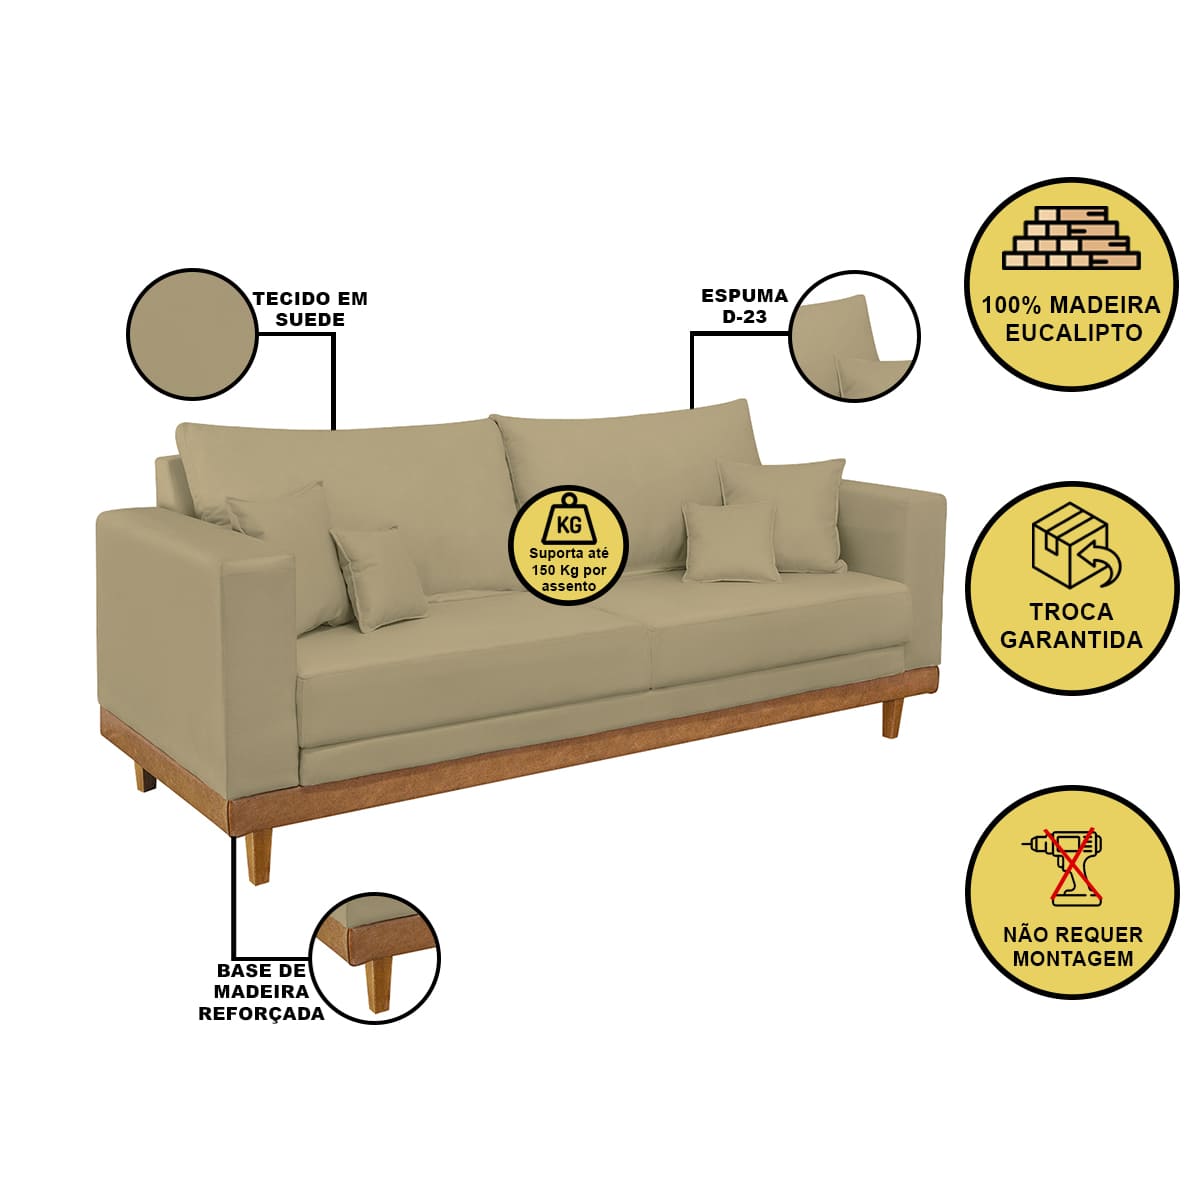 TECIDO EM
SUEDE
ESPUMA
D-23
100% MADEIRA
EUCALIPTO
KG
Suporta até
150 Kg por
assento
TROCA
GARANTIDA
NÃO REQUER
MONTAGEM
BASE DE
MADEIRA
REFORÇADA